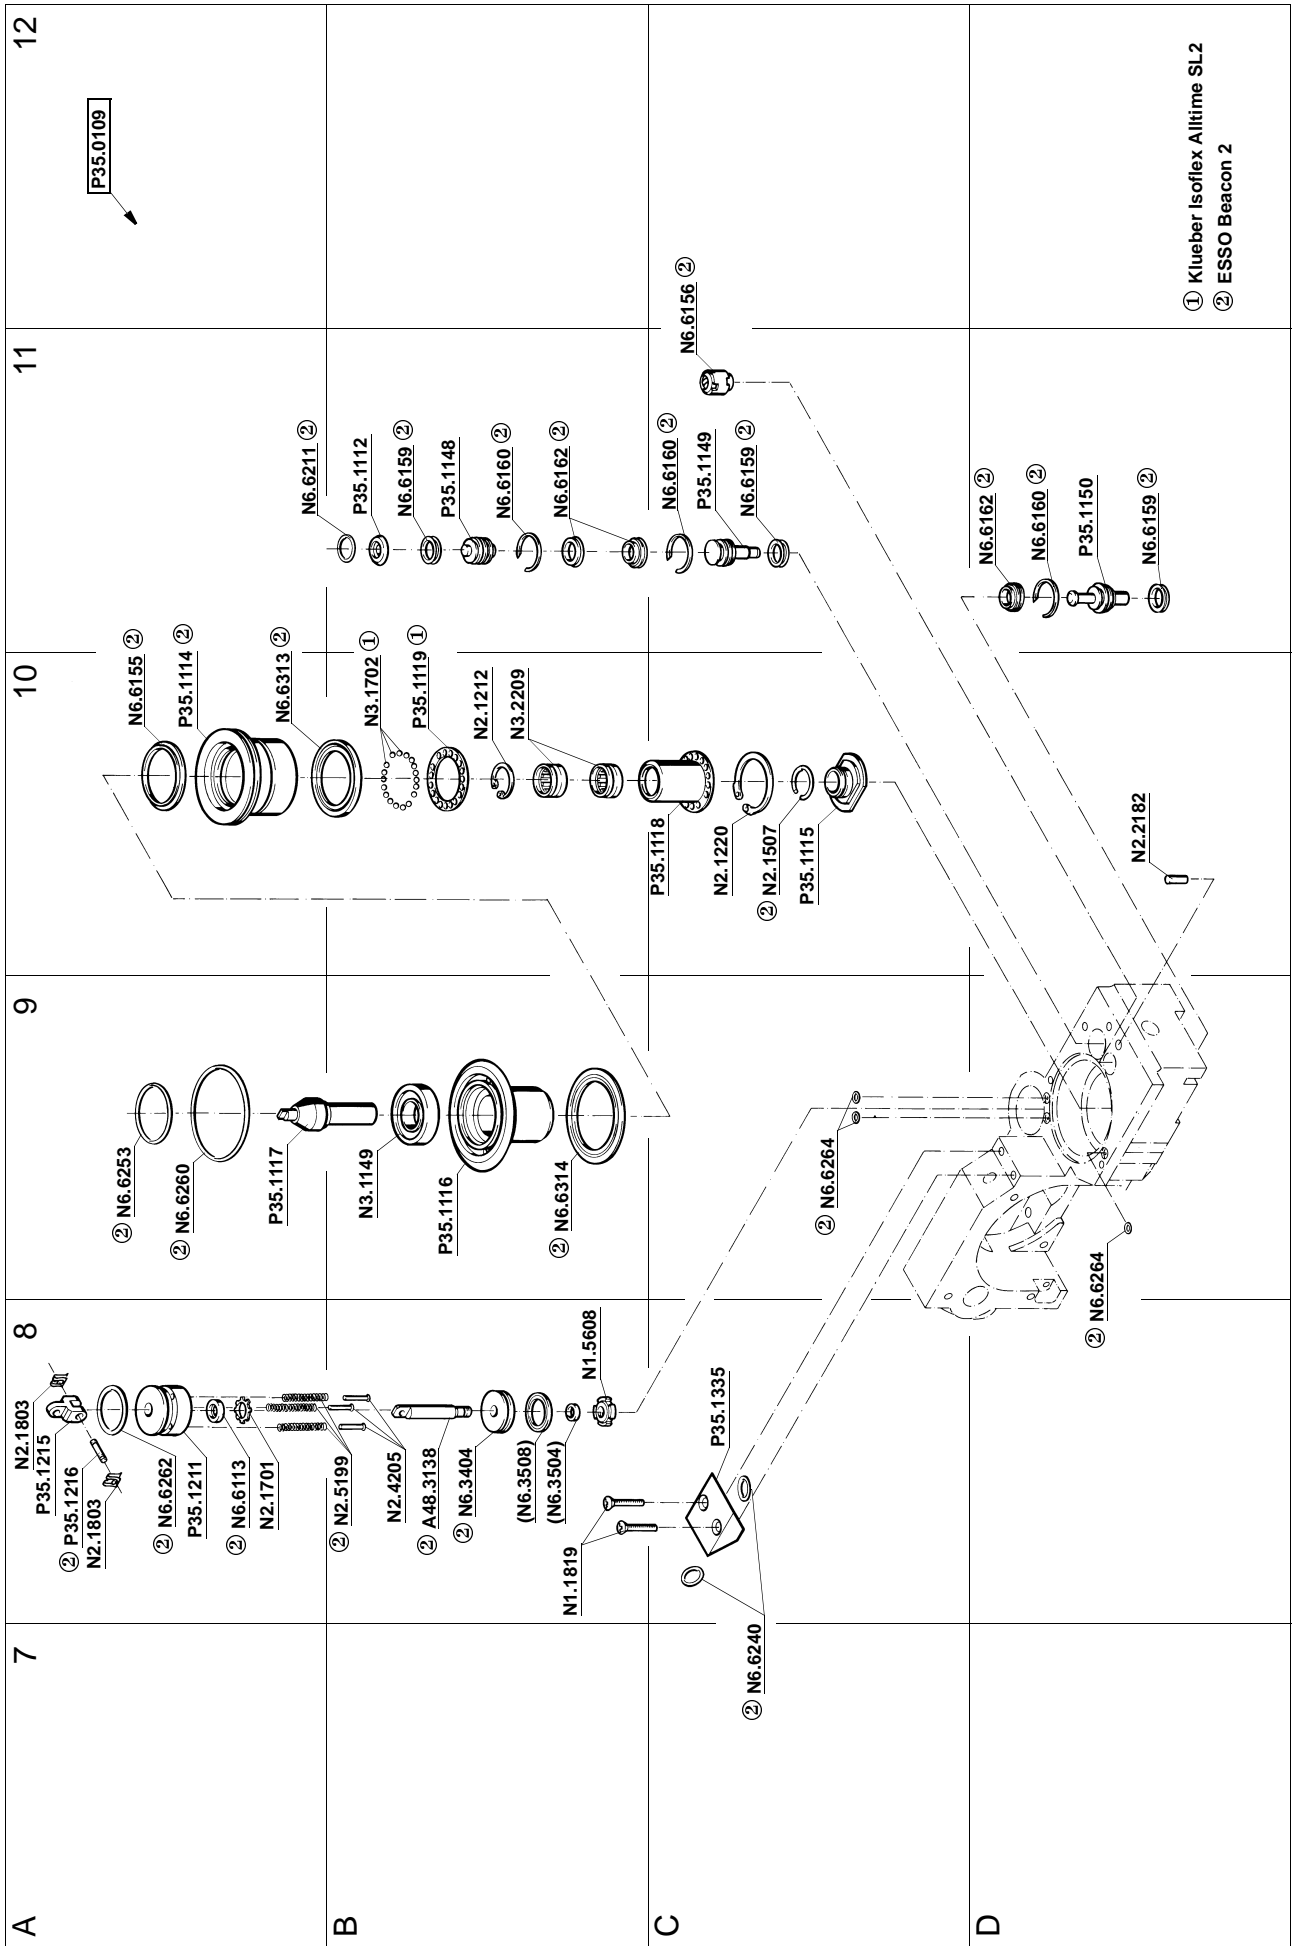 7
8
9
10
11
12
A
B
C
D
P35.0109
N2.1803
P35.1215
② P35.1216
N2.1803
② N6.6262
P35.1211
② N6.6113
N2.1701
② N2.5199
N2.4205
② A48.3138
② N6.3404
(N6.3508)
(N6.3504)
N1.5608
N1.1819
P35.1335
② N6.6240
② N6.6253
② N6.6260
P35.1117
N3.1149
P35.1116
② N6.6314
② N6.6264
② N6.6264
N6.6155 ②
P35.1114 ②
N6.6313 ②
N3.1702 ①
P35.1119 ①
N2.1212
N3.2209
P35.1118
N2.1220
② N2.1507
P35.1115
N2.2182
N6.6211 ②
P35.1112
N6.6159 ②
P35.1148
N6.6160 ②
N6.6162 ②
N6.6160 ②
P35.1149
N6.6159 ②
N6.6156 ②
N6.6162 ②
N6.6160 ②
P35.1150
N6.6159 ②
① Klueber Isoflex Alltime SL2
② ESSO Beacon 2